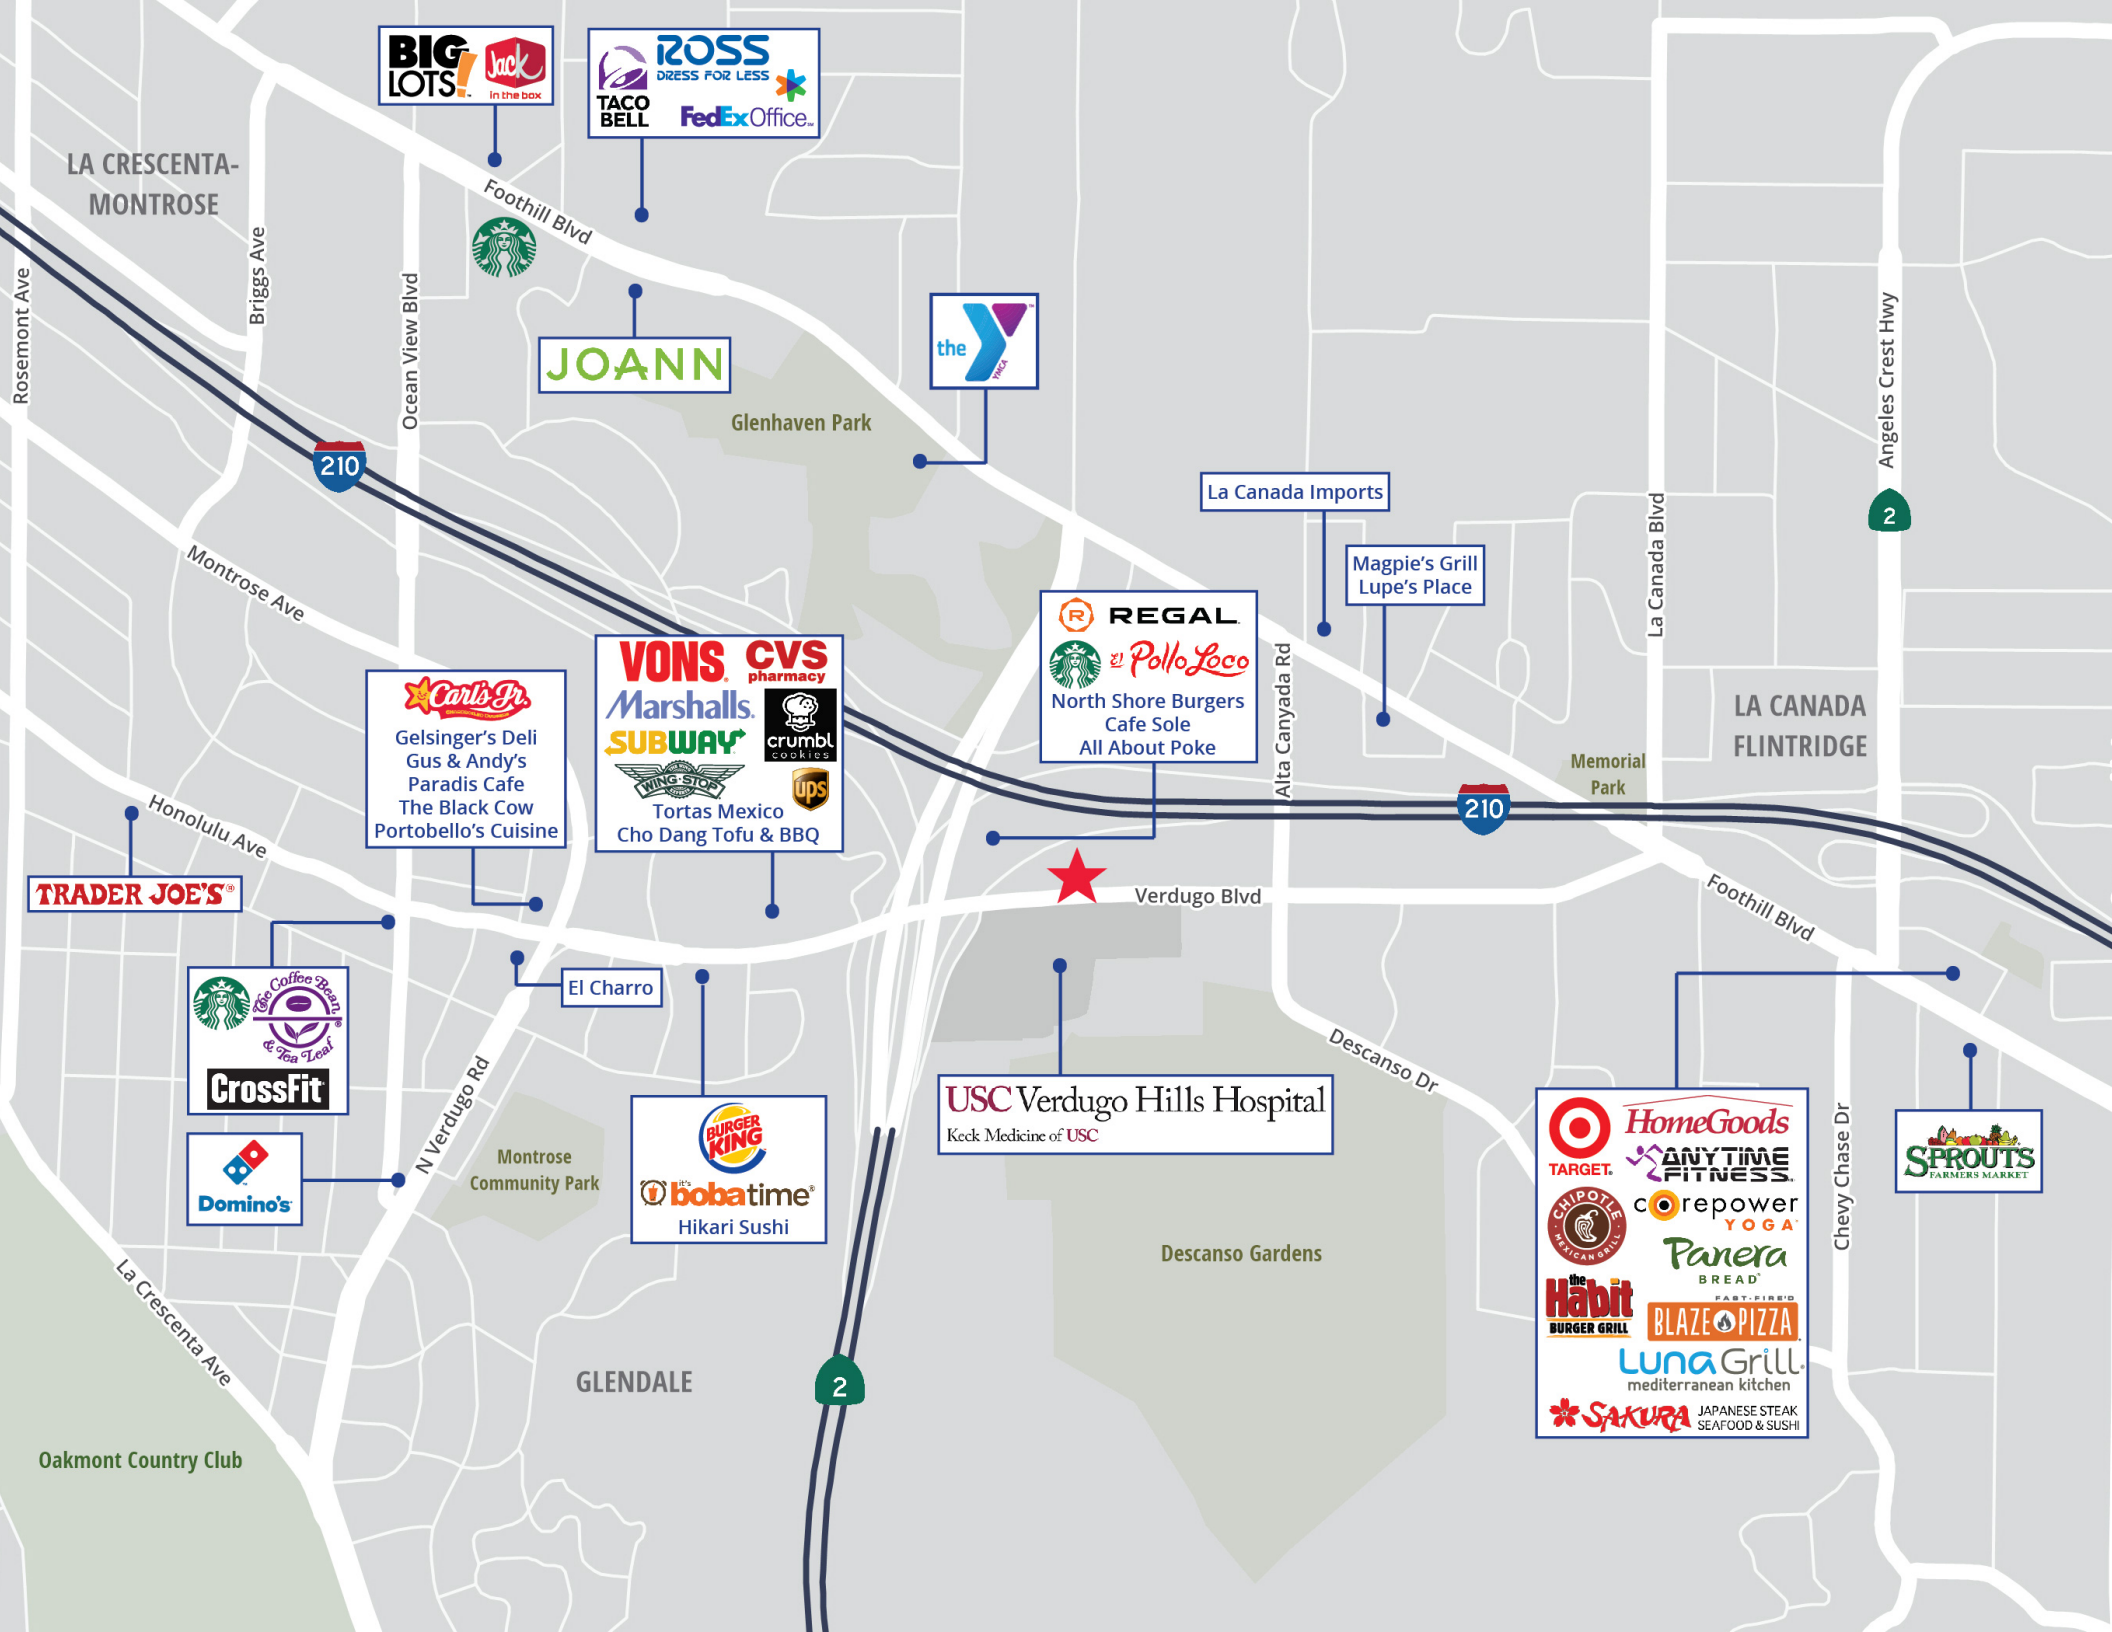 BIG
LOTS!
Jack
in the box
ROSS
DRESS FOR LESS
TACO
BELL
FedEx Office
LA CRESCENTA-
MONTROSE
Foothill Blvd
Rosemont Ave
Briggs Ave
Ocean View Blvd
JOANN
the
YMCA
Glenhaven Park
210
Angeles Crest Hwy
2
La Canada Imports
Magpie's Grill
Lupe's Place
La Canada Blvd
Montrose Ave
R REGAL
El Pollo Loco
North Shore Burgers
Cafe Sole
All About Poke
Alta Canyada Rd
VONS
CVS
pharmacy
Marshalls
crumbl
cookies
SUBWAY
WING·STOP
ups
Tortas Mexico
Cho Dang Tofu & BBQ
Carl's Jr.
Gelsinger's Deli
Gus & Andy's
Paradis Cafe
The Black Cow
Portobello's Cuisine
LA CANADA
FLINTRIDGE
Memorial
Park
210
Honolulu Ave
TRADER JOE'S
Verdugo Blvd
Foothill Blvd
El Charro
The Coffee Bean
& Tea Leaf
CrossFit
Domino's
N Verdugo Rd
Montrose
Community Park
BURGER
KING
it's
bobatime
Hikari Sushi
USC Verdugo Hills Hospital
Keck Medicine of USC
Descanso Dr
Descanso Gardens
TARGET
HomeGoods
ANYTIME
FITNESS
CHIPOTLE
MEXICAN GRILL
corepower
YOGA
Panera
BREAD
the
Habit
BURGER GRILL
FAST-FIRE'D
BLAZE PIZZA
Luna Grill
mediterranean kitchen
SAKURA
JAPANESE STEAK
SEAFOOD & SUSHI
Chevy Chase Dr
SPROUTS
FARMERS MARKET
La Crescenta Ave
GLENDALE
2
Oakmont Country Club